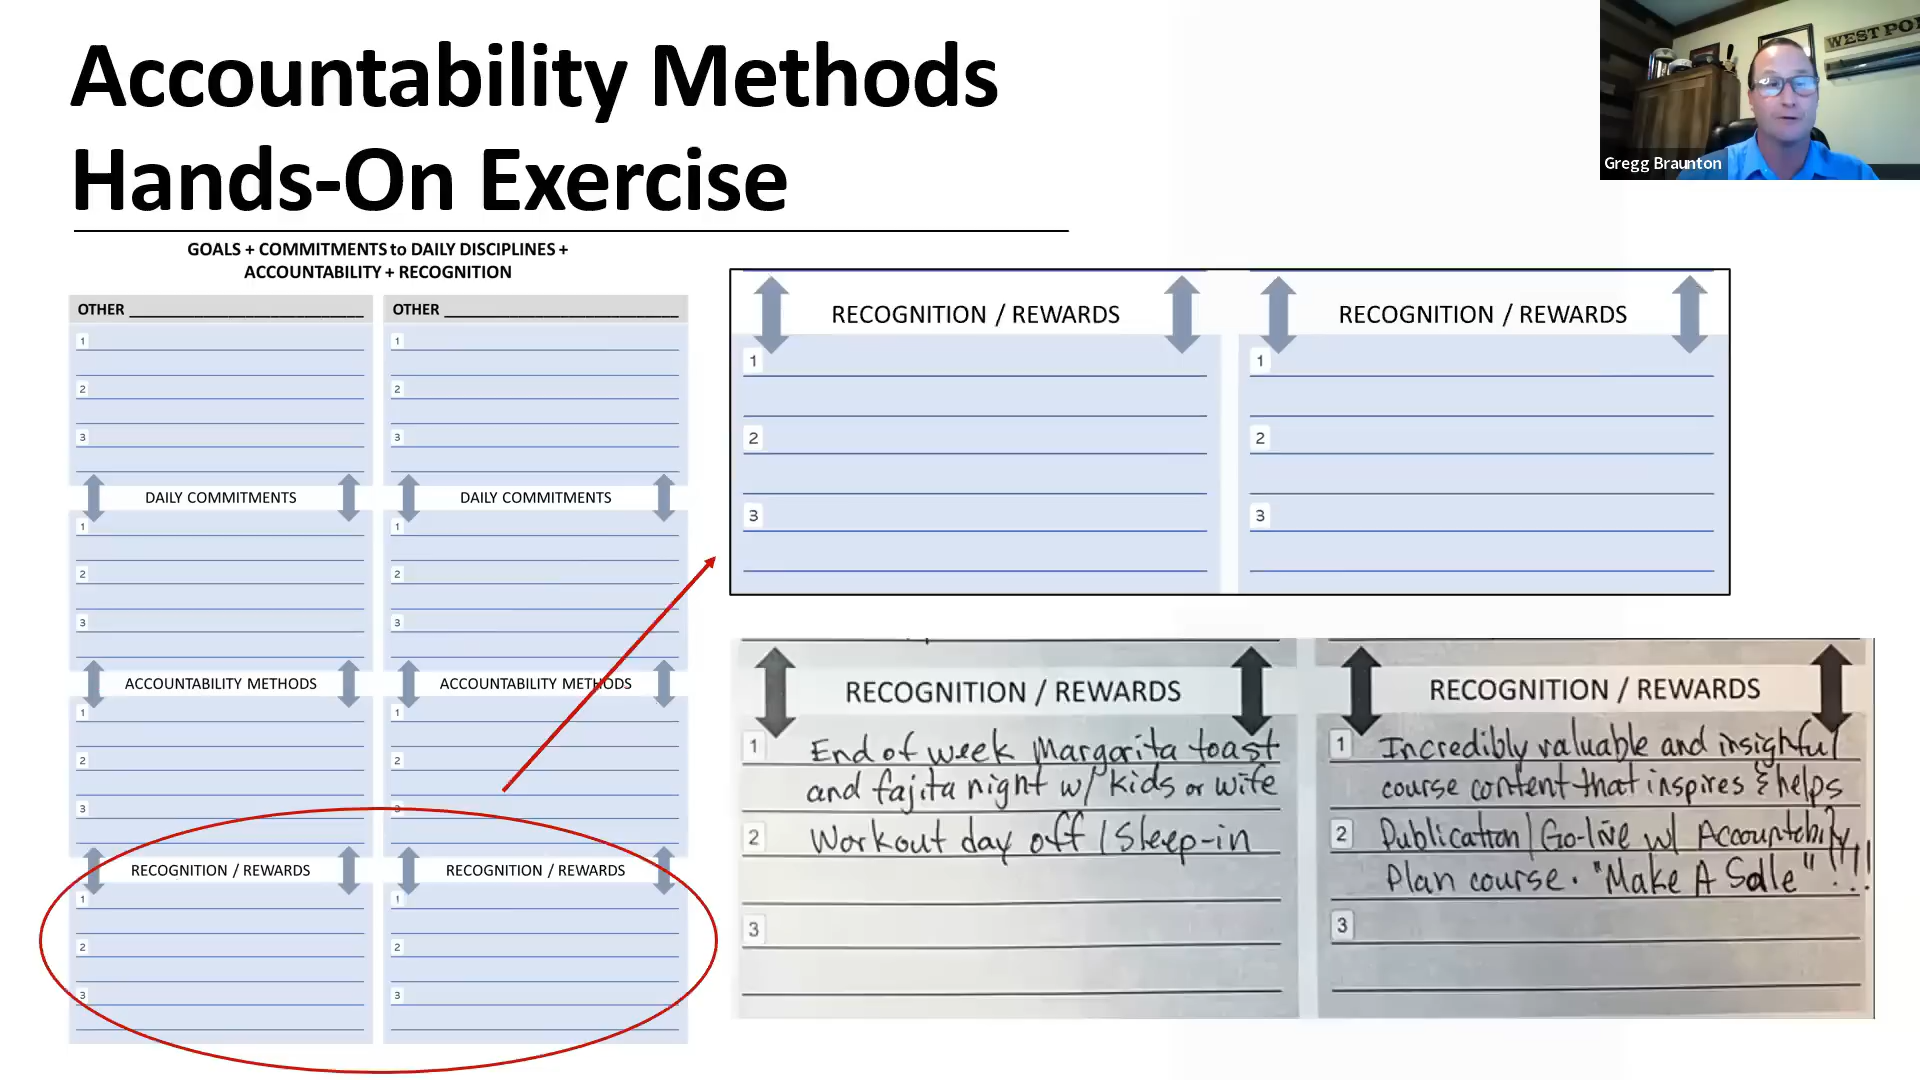 Accountability Methods
Hands-On Exercise
WEST PO
Gregg Braunton
GOALS + COMMITMENTS to DAILY DISCIPLINES +
ACCOUNTABILITY + RECOGNITION
OTHER
1
2
3
DAILY COMMITMENTS
1
2
3
ACCOUNTABILITY METHODS
1
2
3
RECOGNITION / REWARDS
1
2
3
OTHER
1
2
3
DAILY COMMITMENTS
1
2
3
ACCOUNTABILITY METHODS
1
2
3
RECOGNITION / REWARDS
1
2
3
RECOGNITION / REWARDS
1
2
3
RECOGNITION / REWARDS
1
2
3
RECOGNITION / REWARDS
1 End of week Margarita toast
and fajita night w/ kids or wife
2 Workout day off / Sleep-in
3
RECOGNITION / REWARDS
1 Incredibly valuable and insighful
course content that inspires & helps
2 Publication / Go-live w/ Accountability
Plan course. "Make A Sale"!!!
3